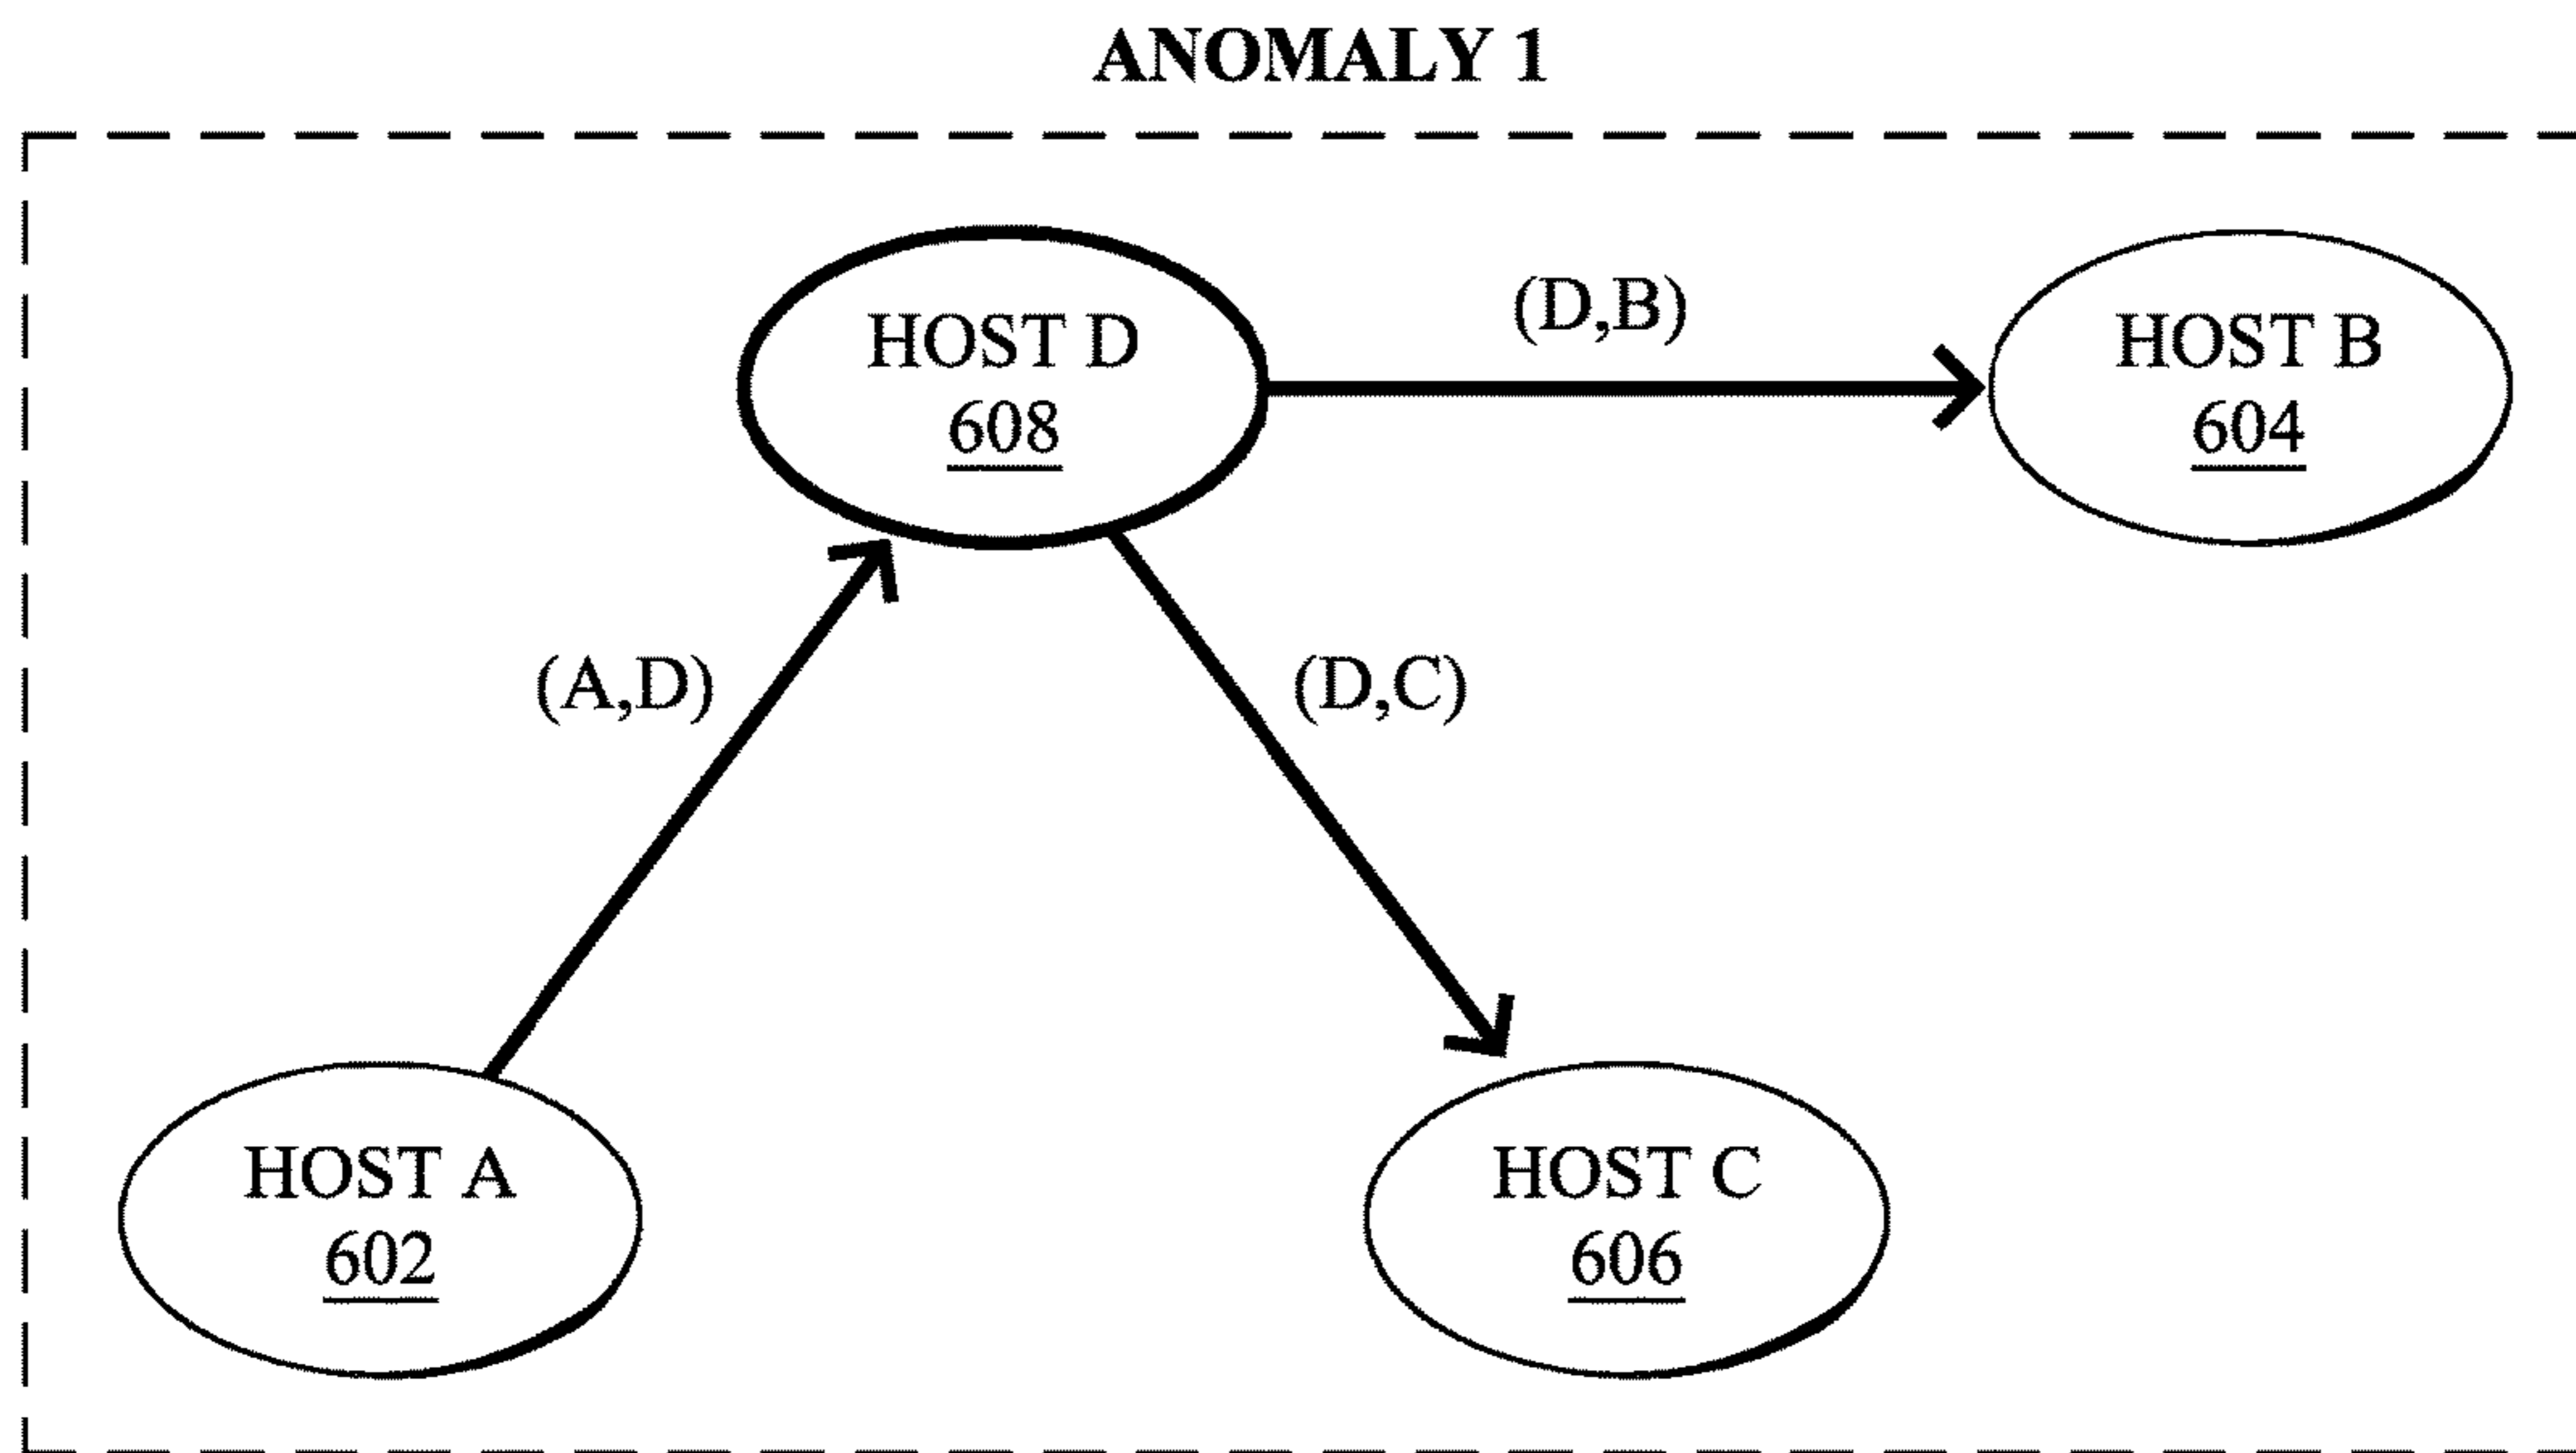 ANOMALY 1
HOST D
608
(D,B)
HOST B
604
(A,D)
(D,C)
HOST A
602
HOST C
606